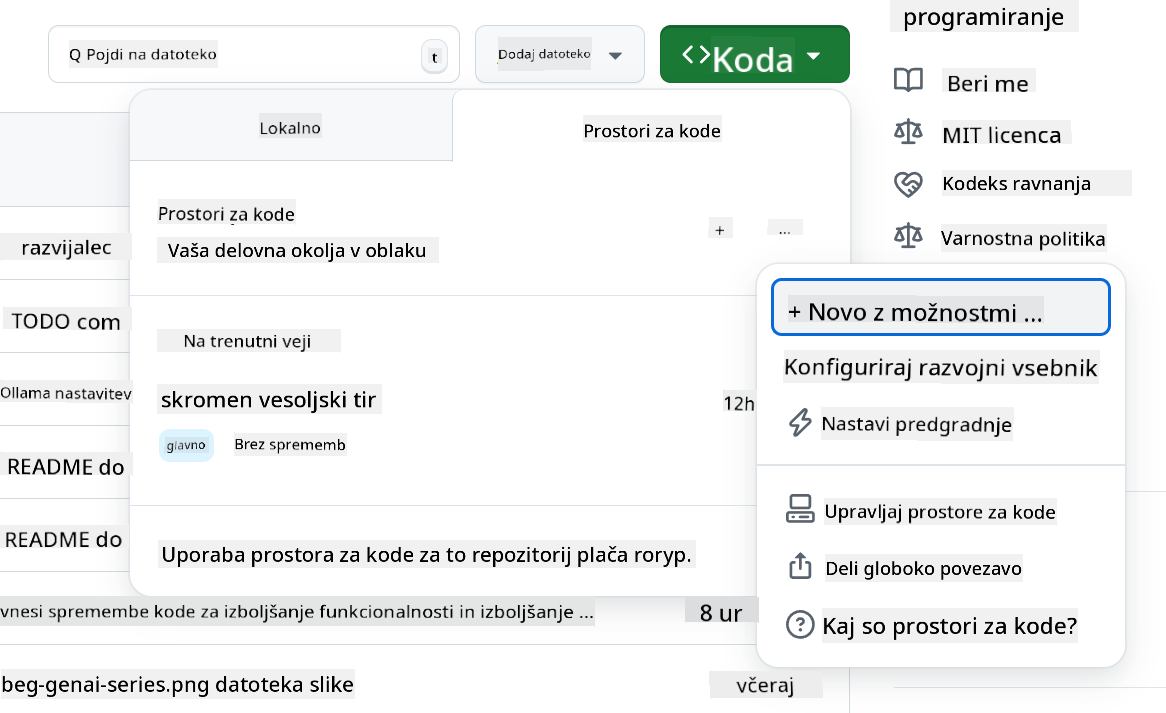 programiranje
Q Pojdi na datoteko
t
Dodaj datoteko
<> Koda
Beri me
MIT licenca
Kodeks ravnanja
Varnostna politika
Lokalno
Prostori za kode
Prostori za kode
Vaša delovna okolja v oblaku
+
...
razvijalec
TODO com
Ollama nastavitev
README do
README do
Na trenutni veji
skromen vesoljski tir
12h
glavno
Brez sprememb
Uporaba prostora za kode za to repozitorij plača roryp.
+ Novo z možnostmi ...
Konfiguriraj razvojni vsebnik
Nastavi predgradnje
Upravljaj prostore za kode
Deli globoko povezavo
Kaj so prostori za kode?
vnesi spremembe kode za izboljšanje funkcionalnosti in izboljšanje ...
8 ur
beg-genai-series.png datoteka slike
včeraj